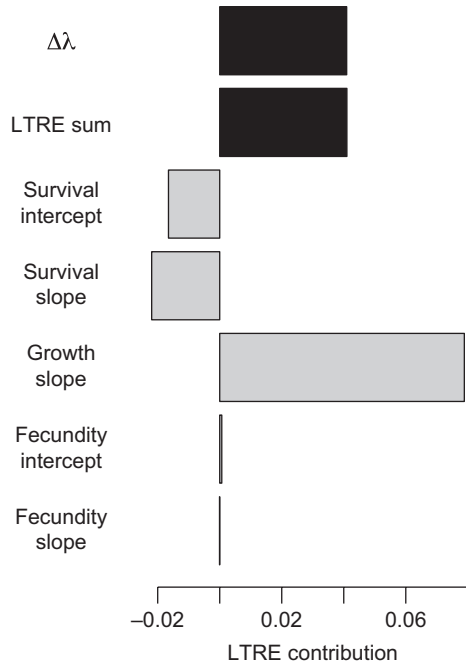 Δλ
LTRE sum
Survival
intercept
Survival
slope
Growth
slope
Fecundity
intercept
Fecundity
slope
−0.02 0.02 0.06
LTRE contribution